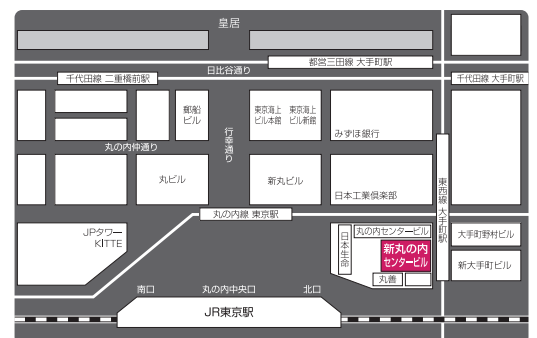 皇居
都営三田線 大手町駅
日比谷通り
千代田線 二重橋前駅
千代田線 大手町駅
郵船
ビル
行幸通り
東京海上
ビル本館
東京海上
ビル新館
みずほ銀行
丸の内仲通り
丸ビル
新丸ビル
日本工業倶楽部
東西線 大手町駅
丸の内線 東京駅
JPタワー
KITTE
日本生命
丸の内センタービル
新丸の内
センタービル
丸善
大手町野村ビル
新大手町ビル
南口
丸の内中央口
北口
JR東京駅